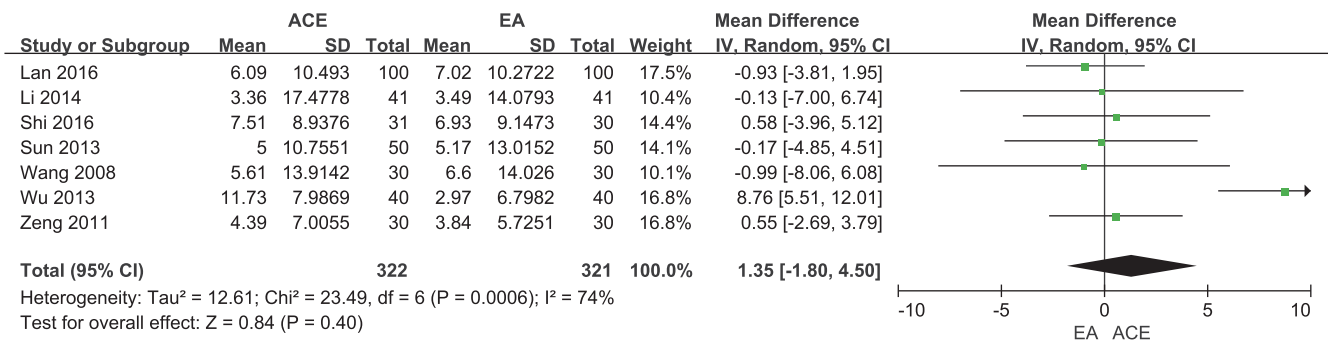 ACE EA Mean Difference Mean Difference
Study or Subgroup Mean SD Total Mean SD Total Weight IV, Random, 95% CI IV, Random, 95% CI
Lan 2016 6.09 10.493 100 7.02 10.2722 100 17.5% -0.93 [-3.81, 1.95]
Li 2014 3.36 17.4778 41 3.49 14.0793 41 10.4% -0.13 [-7.00, 6.74]
Shi 2016 7.51 8.9376 31 6.93 9.1473 30 14.4% 0.58 [-3.96, 5.12]
Sun 2013 5 10.7551 50 5.17 13.0152 50 14.1% -0.17 [-4.85, 4.51]
Wang 2008 5.61 13.9142 30 6.6 14.026 30 10.1% -0.99 [-8.06, 6.08]
Wu 2013 11.73 7.9869 40 2.97 6.7982 40 16.8% 8.76 [5.51, 12.01]
Zeng 2011 4.39 7.0055 30 3.84 5.7251 30 16.8% 0.55 [-2.69, 3.79]
Total (95% CI) 322 321 100.0% 1.35 [-1.80, 4.50]
Heterogeneity: Tau² = 12.61; Chi² = 23.49, df = 6 (P = 0.0006); I² = 74%
Test for overall effect: Z = 0.84 (P = 0.40)
-10 -5 0 5 10
EA ACE